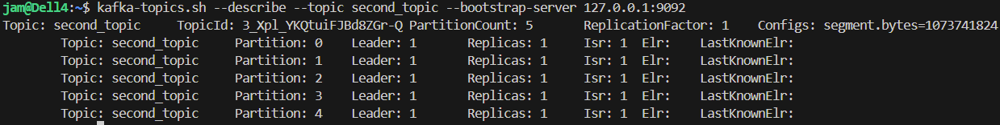 jam@Dell4:~$ kafka-topics.sh --describe --topic second_topic --bootstrap-server 127.0.0.1:9092
Topic: second_topic TopicId: 3_Xpl_YKQtuiFJBd8ZGr-Q PartitionCount: 5 ReplicationFactor: 1 Configs: segment.bytes=1073741824
Topic: second_topic Partition: 0 Leader: 1 Replicas: 1 Isr: 1 Elr: LastKnownElr:
Topic: second_topic Partition: 1 Leader: 1 Replicas: 1 Isr: 1 Elr: LastKnownElr:
Topic: second_topic Partition: 2 Leader: 1 Replicas: 1 Isr: 1 Elr: LastKnownElr:
Topic: second_topic Partition: 3 Leader: 1 Replicas: 1 Isr: 1 Elr: LastKnownElr:
Topic: second_topic Partition: 4 Leader: 1 Replicas: 1 Isr: 1 Elr: LastKnownElr: